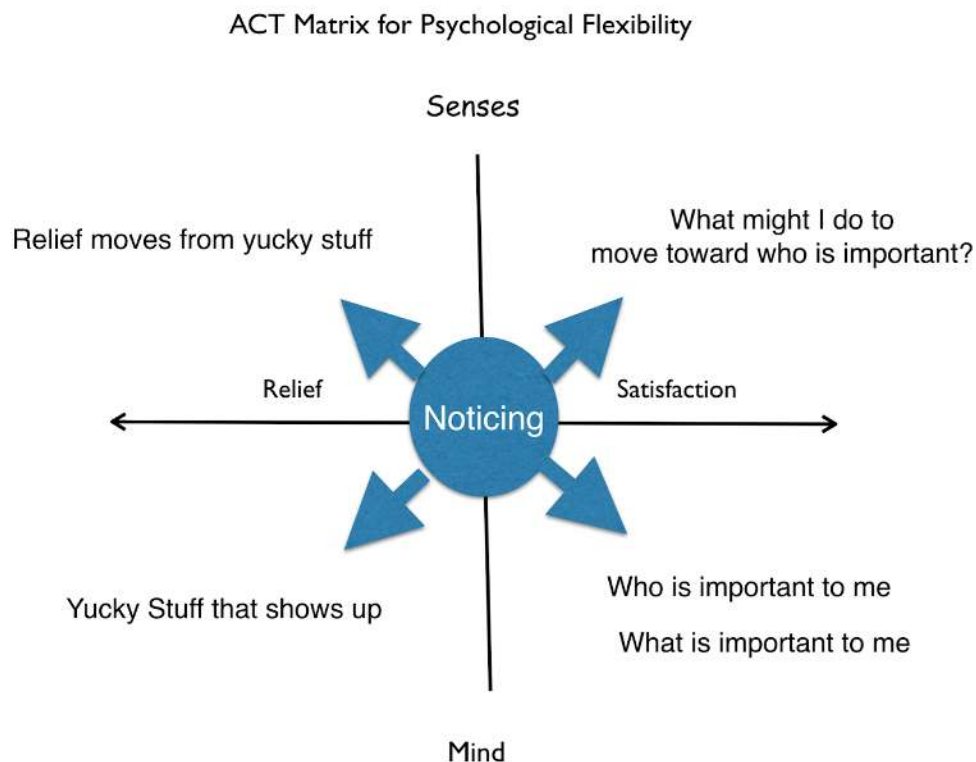 ACT Matrix for Psychological Flexibility
Senses
Relief moves from yucky stuff
What might I do to
move toward who is important?
Relief
Satisfaction
Noticing
Yucky Stuff that shows up
Who is important to me
What is important to me
Mind